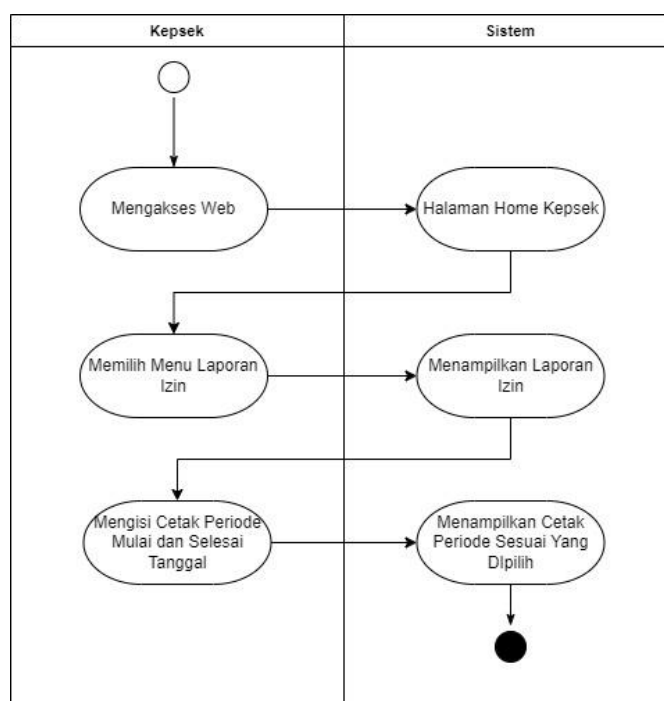 Kepsek
Sistem
Mengakses Web
Halaman Home Kepsek
Memilih Menu Laporan
Izin
Menampilkan Laporan
Izin
Mengisi Cetak Periode
Mulai dan Selesai
Tanggal
Menampilkan Cetak
Periode Sesuai Yang
DIpilih